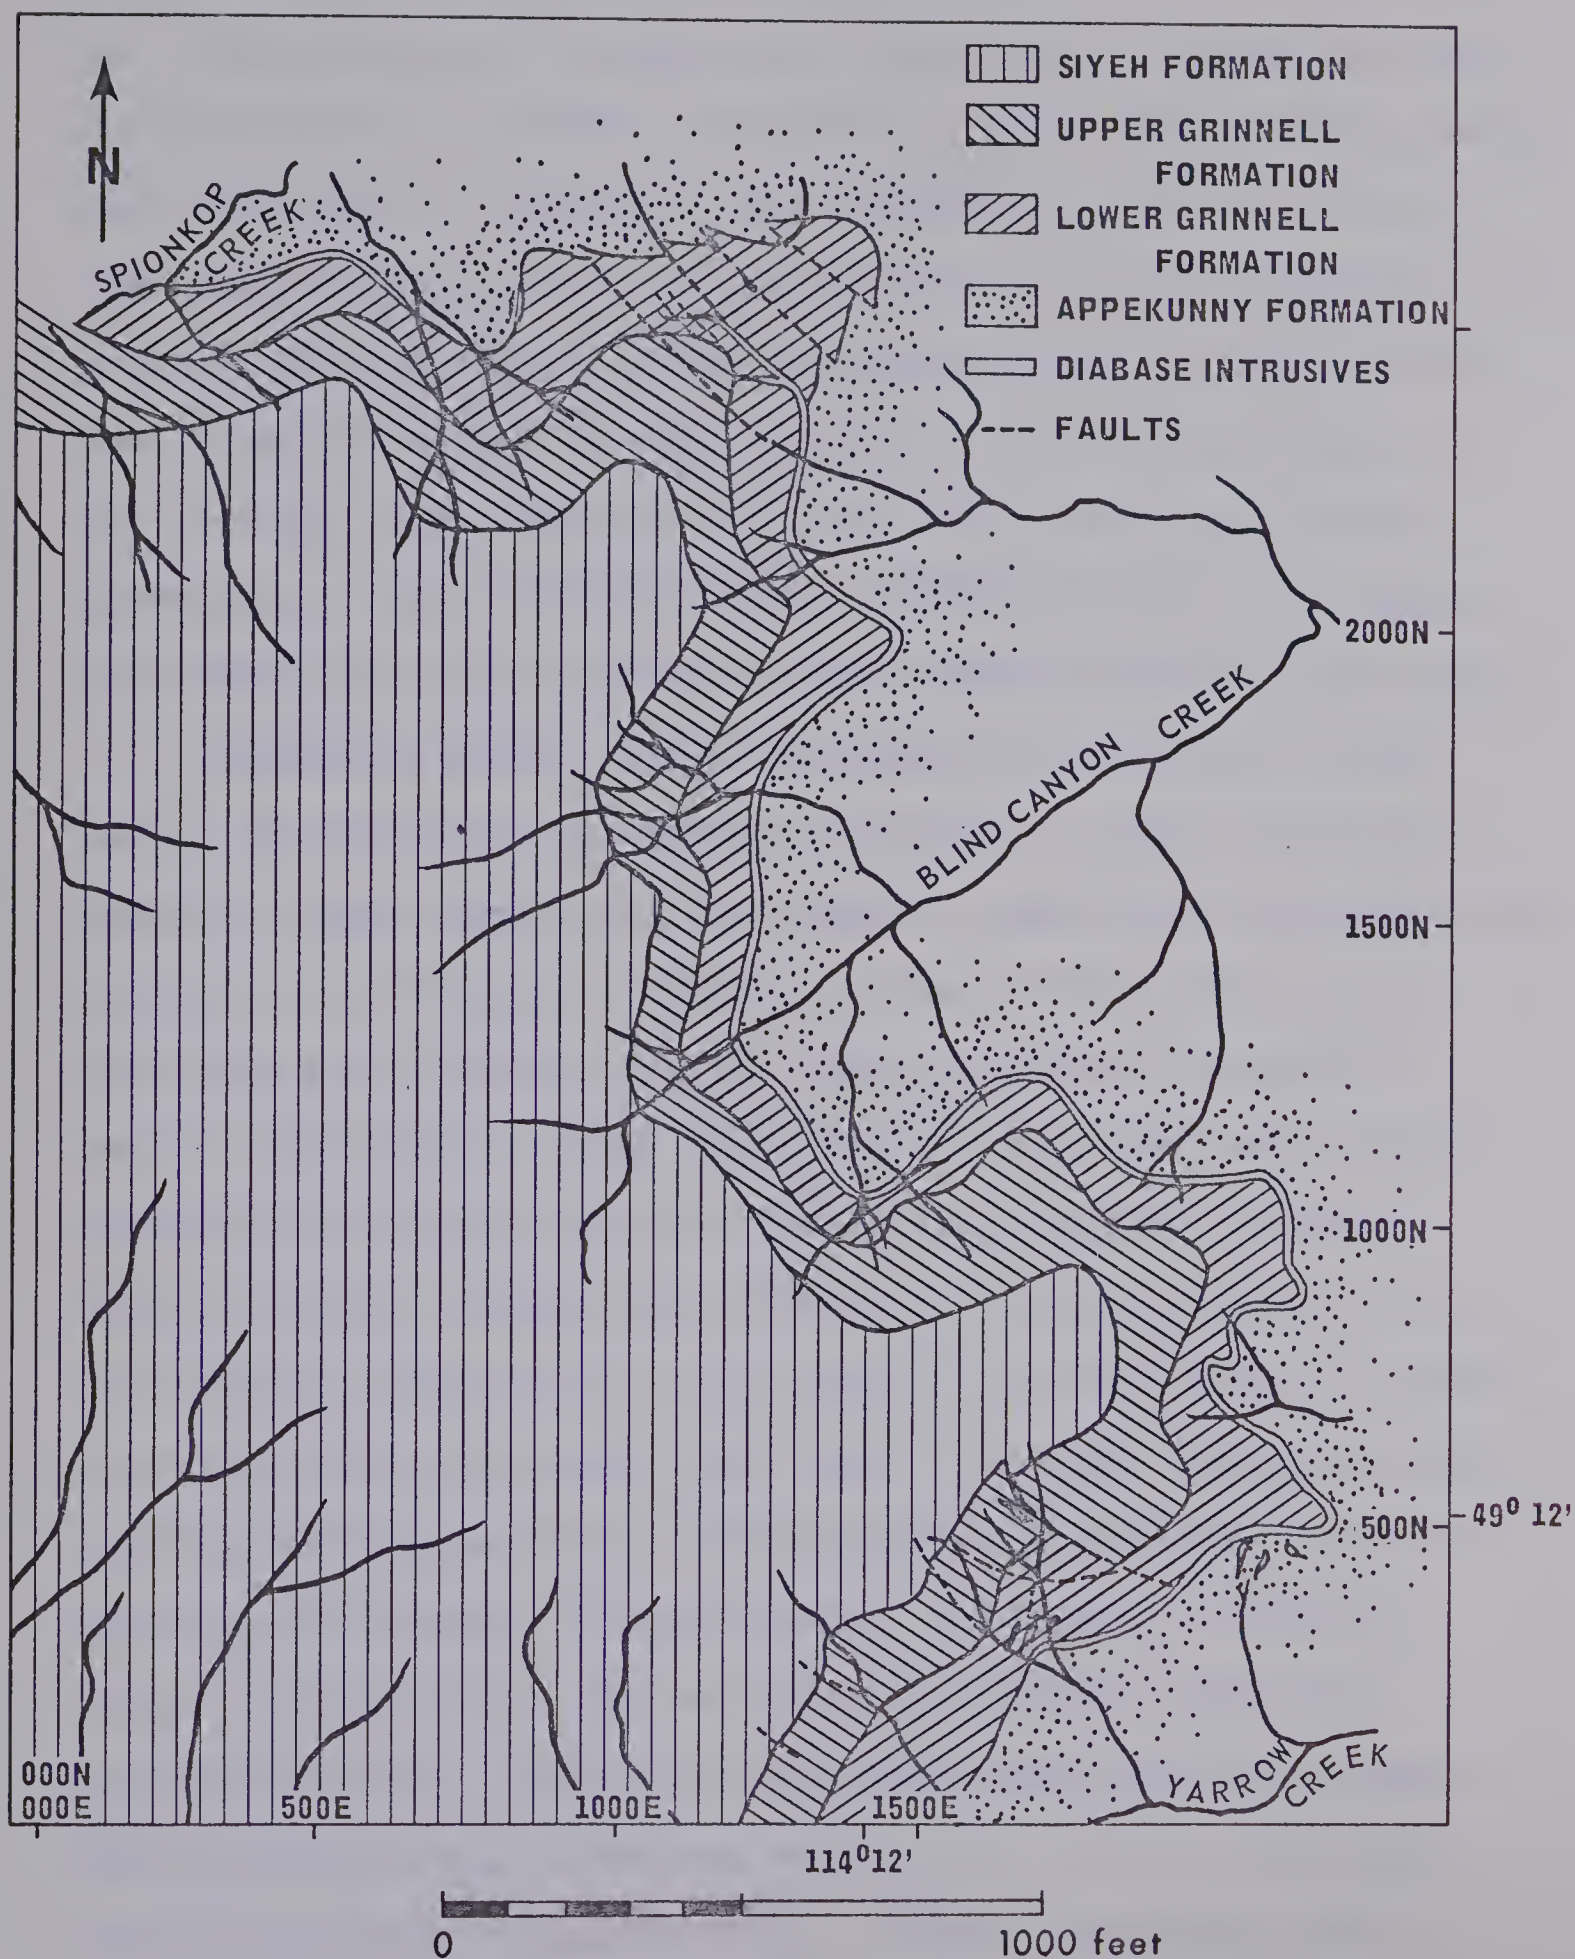 SIYEH FORMATION
UPPER GRINNELL
FORMATION
LOWER GRINNELL
FORMATION
APPEKUNNY FORMATION
DIABASE INTRUSIVES
FAULTS
N
SPIONKOP
CREEK
2000N
BLIND CANYON CREEK
1500N
1000N
500N
49° 12'
000N
000E
500E
1000E
1500E
YARROW
CREEK
114°12'
0
1000 feet